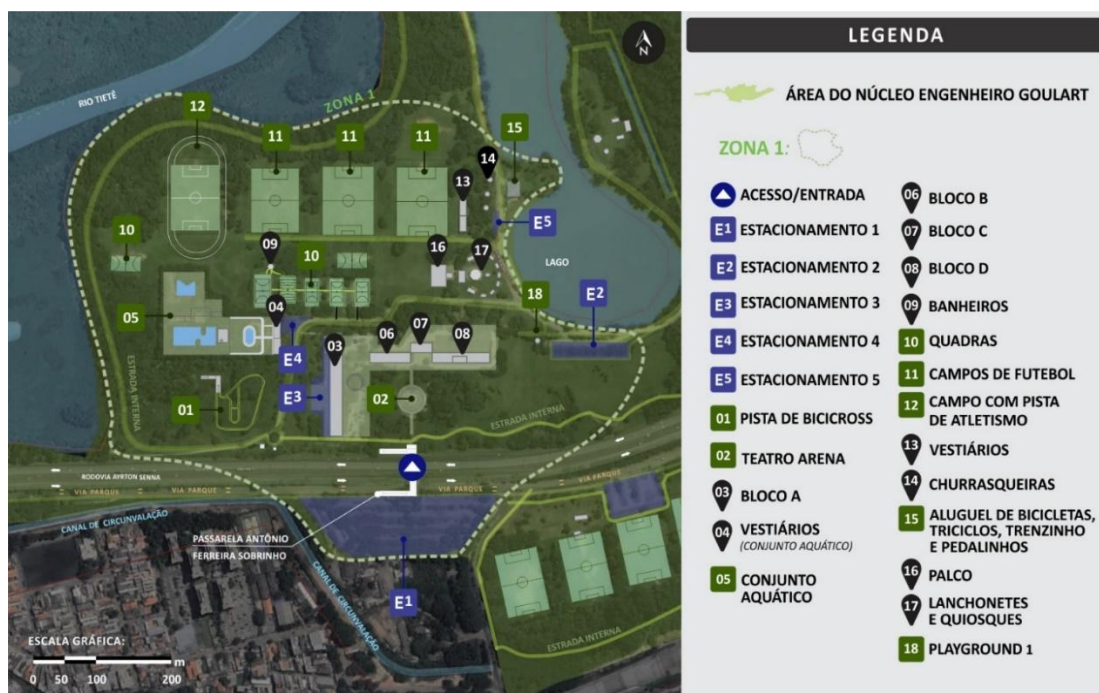 N
RIO TIETÊ
ZONA 1
12
11
11
11
15
14
13
E5
10
09
10
16
17
LAGO
18
E2
05
04
E4
03
06
07
08
E3
01
02
ESTRADA INTERNA
ESTRADA INTERNA
RODOVIA AYRTON SENNA
VIA PARQUE
VIA PARQUE
VIA PARQUE
VIA PARQUE
CANAL DE CIRCUNVALAÇÃO
PASSARELA ANTÔNIO
FERREIRA SOBRINHO
CANAL DE CIRCUNVALAÇÃO
E1
ESTRADA INTERNA
ESCALA GRÁFICA:
0 50 100 200 m
LEGENDA
ÁREA DO NÚCLEO ENGENHEIRO GOULART
ZONA 1:
ACESSO/ENTRADA
E1 ESTACIONAMENTO 1
E2 ESTACIONAMENTO 2
E3 ESTACIONAMENTO 3
E4 ESTACIONAMENTO 4
E5 ESTACIONAMENTO 5
01 PISTA DE BICICROSS
02 TEATRO ARENA
03 BLOCO A
04 VESTIÁRIOS
(CONJUNTO AQUÁTICO)
05 CONJUNTO
AQUÁTICO
06 BLOCO B
07 BLOCO C
08 BLOCO D
09 BANHEIROS
10 QUADRAS
11 CAMPOS DE FUTEBOL
12 CAMPO COM PISTA
DE ATLETISMO
13 VESTIÁRIOS
14 CHURRASQUEIRAS
15 ALUGUEL DE BICICLETAS,
TRICICLOS, TRENZINHO
E PEDALINHOS
16 PALCO
17 LANCHONETES
E QUIOSQUES
18 PLAYGROUND 1